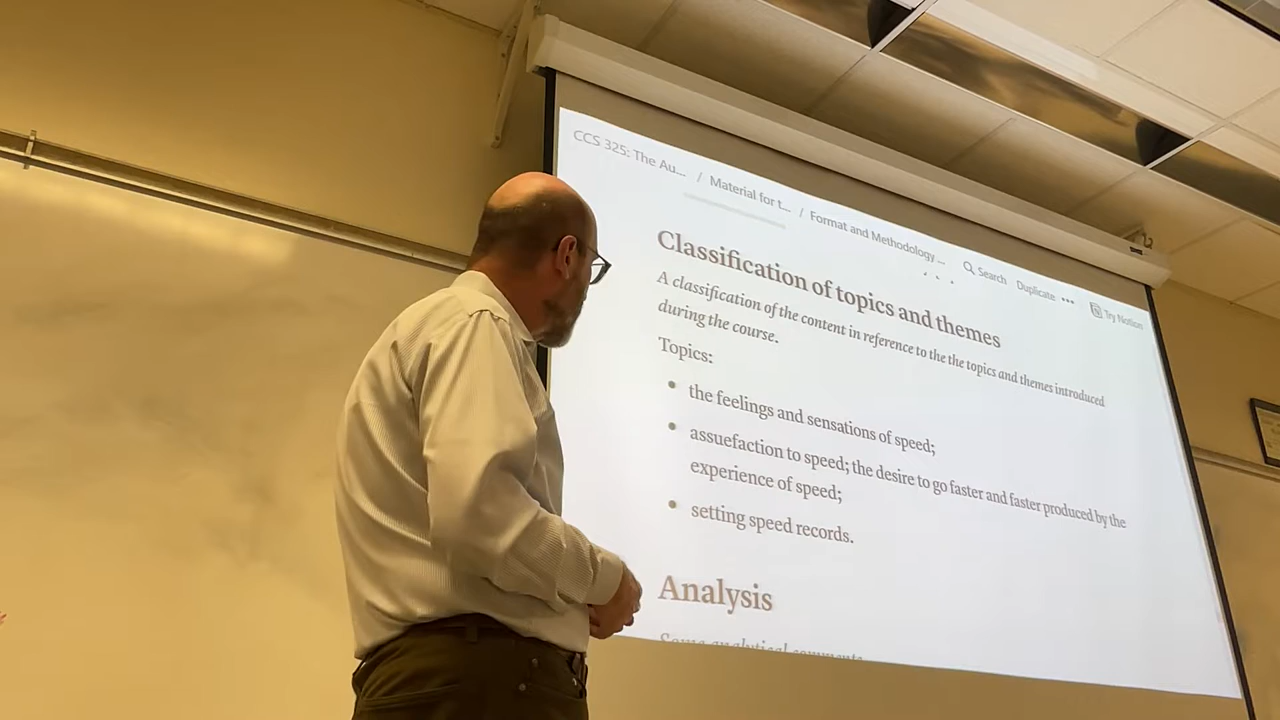 CCS 325: The Au... / Material for t... / Format and Methodology ... Search Duplicate ••• Try Notion
Classification of topics and themes
A classification of the content in reference to the the topics and themes introduced
during the course.
Topics:
• the feelings and sensations of speed;
• assuefaction to speed; the desire to go faster and faster produced by the
experience of speed;
• setting speed records.
Analysis
Some analytical comments